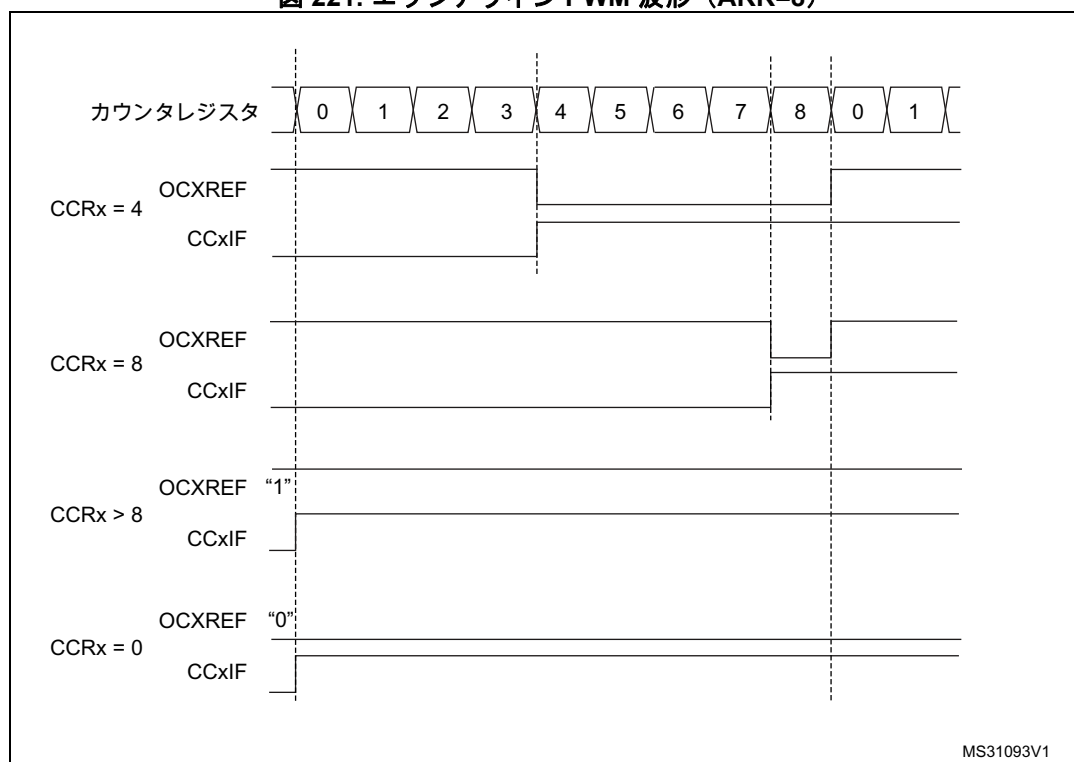 カウンタレジスタ 0 1 2 3 4 5 6 7 8 0 1
CCRx = 4
OCXREF
CCxIF
CCRx = 8
OCXREF
CCxIF
CCRx > 8
OCXREF “1”
CCxIF
CCRx = 0
OCXREF “0”
CCxIF
MS31093V1